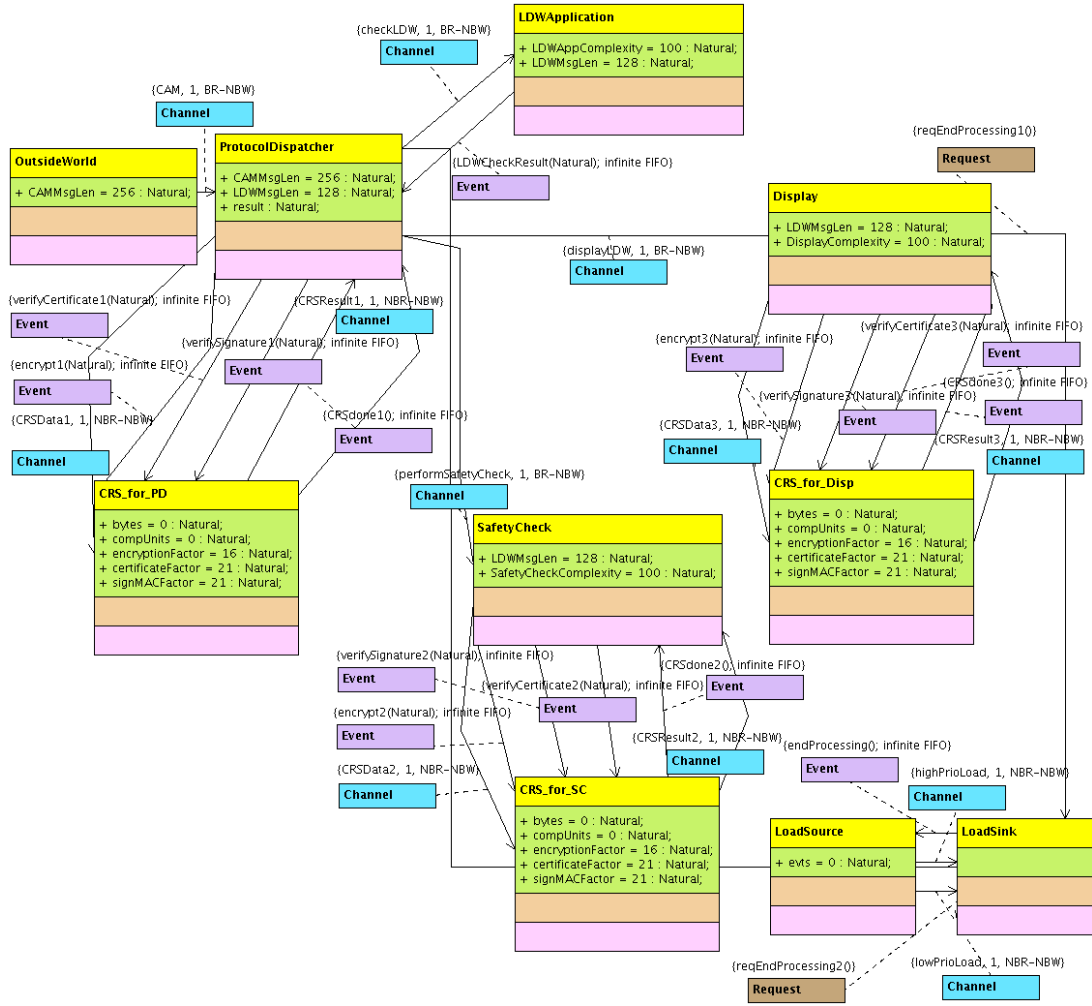 {checkLDW, 1, BR-NBW}
Channel
LDWApplication
+ LDWAppComplexity = 100 : Natural;
+ LDWMsgLen = 128 : Natural;
{CAM, 1, BR-NBW}
Channel
{reqEndProcessing1()}
Request
OutsideWorld
+ CAMMsgLen = 256 : Natural;
ProtocolDispatcher
+ CAMMsgLen = 256 : Natural;
+ LDWMsgLen = 128 : Natural;
+ result : Natural;
{LDWCheckResult(Natural); infinite FIFO}
Event
Display
+ LDWMsgLen = 128 : Natural;
+ DisplayComplexity = 100 : Natural;
{displayLDW, 1, BR-NBW}
Channel
{verifyCertificate1(Natural); infinite FIFO}
Event
{CRSResult1, 1, NBR-NBW}
Channel
{verifySignature1(Natural); infinite FIFO}
Event
{encrypt1(Natural); infinite FIFO}
Event
{CRSData1, 1, NBR-NBW}
Channel
{CRSdone1(); infinite FIFO}
Event
{verifyCertificate3(Natural); infinite FIFO}
Event
{encrypt3(Natural); infinite FIFO}
Event
{CRSdone3(); infinite FIFO}
Event
{verifySignature3(Natural); infinite FIFO}
Event
{CRSData3, 1, NBR-NBW}
Channel
{CRSResult3, 1, NBR-NBW}
Channel
CRS_for_PD
+ bytes = 0 : Natural;
+ compUnits = 0 : Natural;
+ encryptionFactor = 16 : Natural;
+ certificateFactor = 21 : Natural;
+ signMACFactor = 21 : Natural;
{performSafetyCheck, 1, BR-NBW}
Channel
CRS_for_Disp
+ bytes = 0 : Natural;
+ compUnits = 0 : Natural;
+ encryptionFactor = 16 : Natural;
+ certificateFactor = 21 : Natural;
+ signMACFactor = 21 : Natural;
SafetyCheck
+ LDWMsgLen = 128 : Natural;
+ SafetyCheckComplexity = 100 : Natural;
{verifySignature2(Natural); infinite FIFO}
Event
{CRSdone2(); infinite FIFO}
Event
{verifyCertificate2(Natural); infinite FIFO}
Event
{encrypt2(Natural); infinite FIFO}
Event
{CRSResult2, 1, NBR-NBW}
Channel
{CRSData2, 1, NBR-NBW}
Channel
{endProcessing(); infinite FIFO}
Event
{highPrioLoad, 1, NBR-NBW}
Channel
CRS_for_SC
+ bytes = 0 : Natural;
+ compUnits = 0 : Natural;
+ encryptionFactor = 16 : Natural;
+ certificateFactor = 21 : Natural;
+ signMACFactor = 21 : Natural;
LoadSource
+ evts = 0 : Natural;
LoadSink
{reqEndProcessing2()}
Request
{lowPrioLoad, 1, NBR-NBW}
Channel